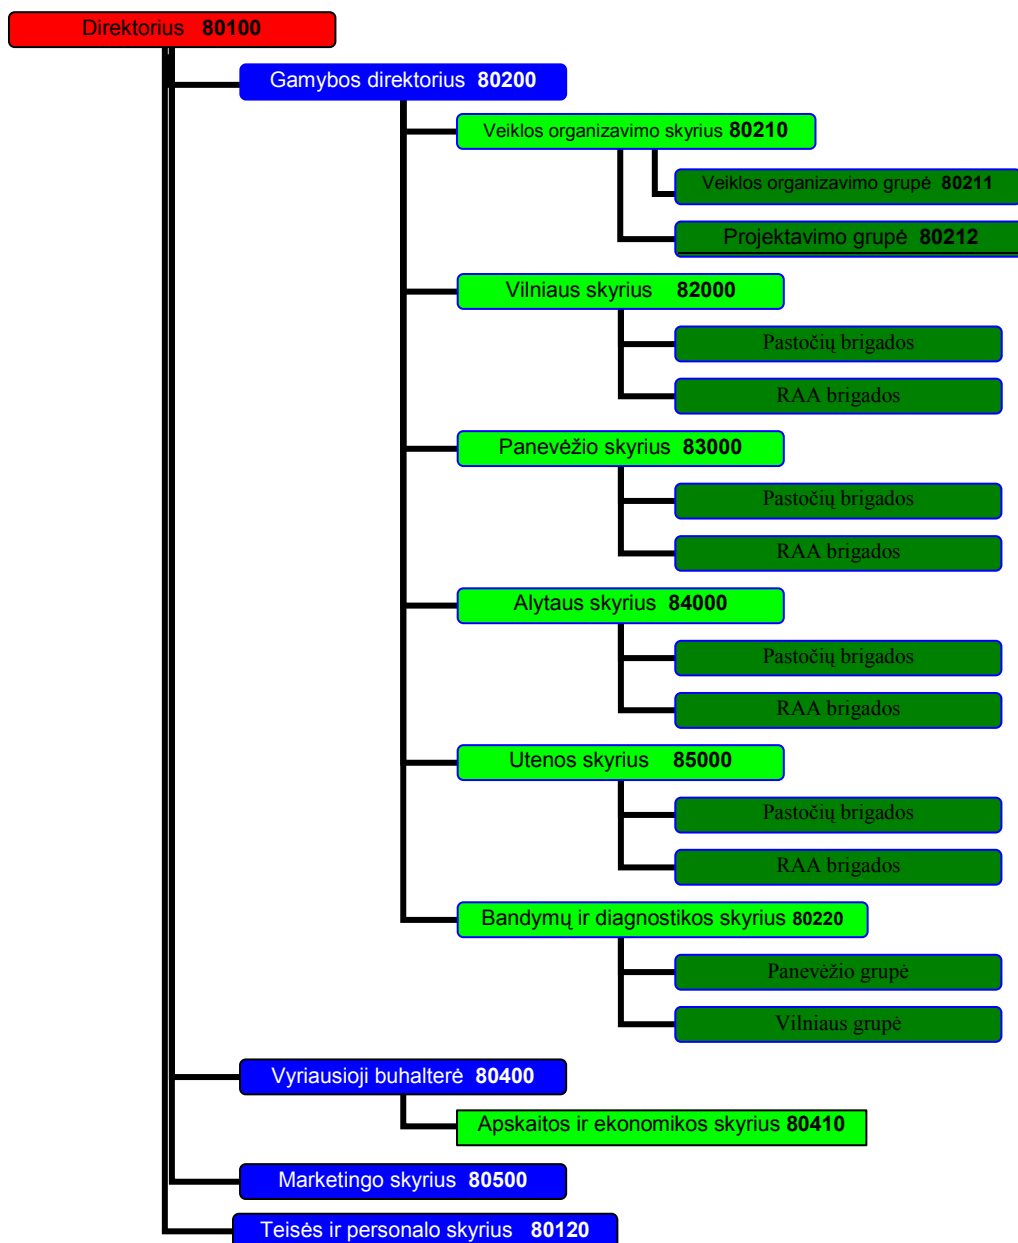 Direktorius 80100
Gamybos direktorius 80200
Veiklos organizavimo skyrius 80210
Veiklos organizavimo grupė 80211
Projektavimo grupė 80212
Vilniaus skyrius 82000
Pastočių brigados
RAA brigados
Panevėžio skyrius 83000
Pastočių brigados
RAA brigados
Alytaus skyrius 84000
Pastočių brigados
RAA brigados
Utenos skyrius 85000
Pastočių brigados
RAA brigados
Bandymų ir diagnostikos skyrius 80220
Panevėžio grupė
Vilniaus grupė
Vyriausioji buhalterė 80400
Apskaitos ir ekonomikos skyrius 80410
Marketingo skyrius 80500
Teisės ir personalo skyrius 80120